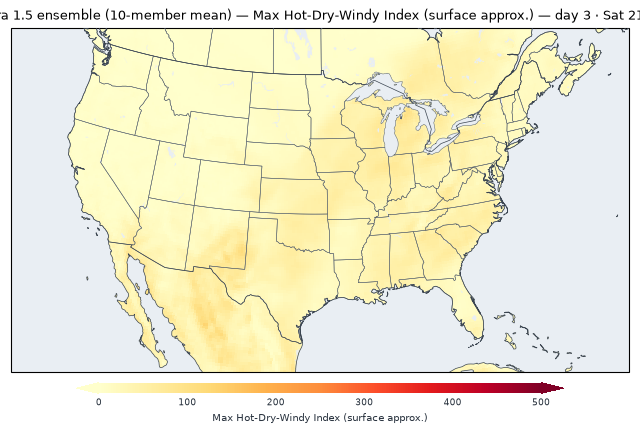 1.5 ensemble (10-member mean) — Max Hot-Dry-Windy Index (surface approx.) — day 3 · Sat 21
0 100 200 300 400 500
Max Hot-Dry-Windy Index (surface approx.)